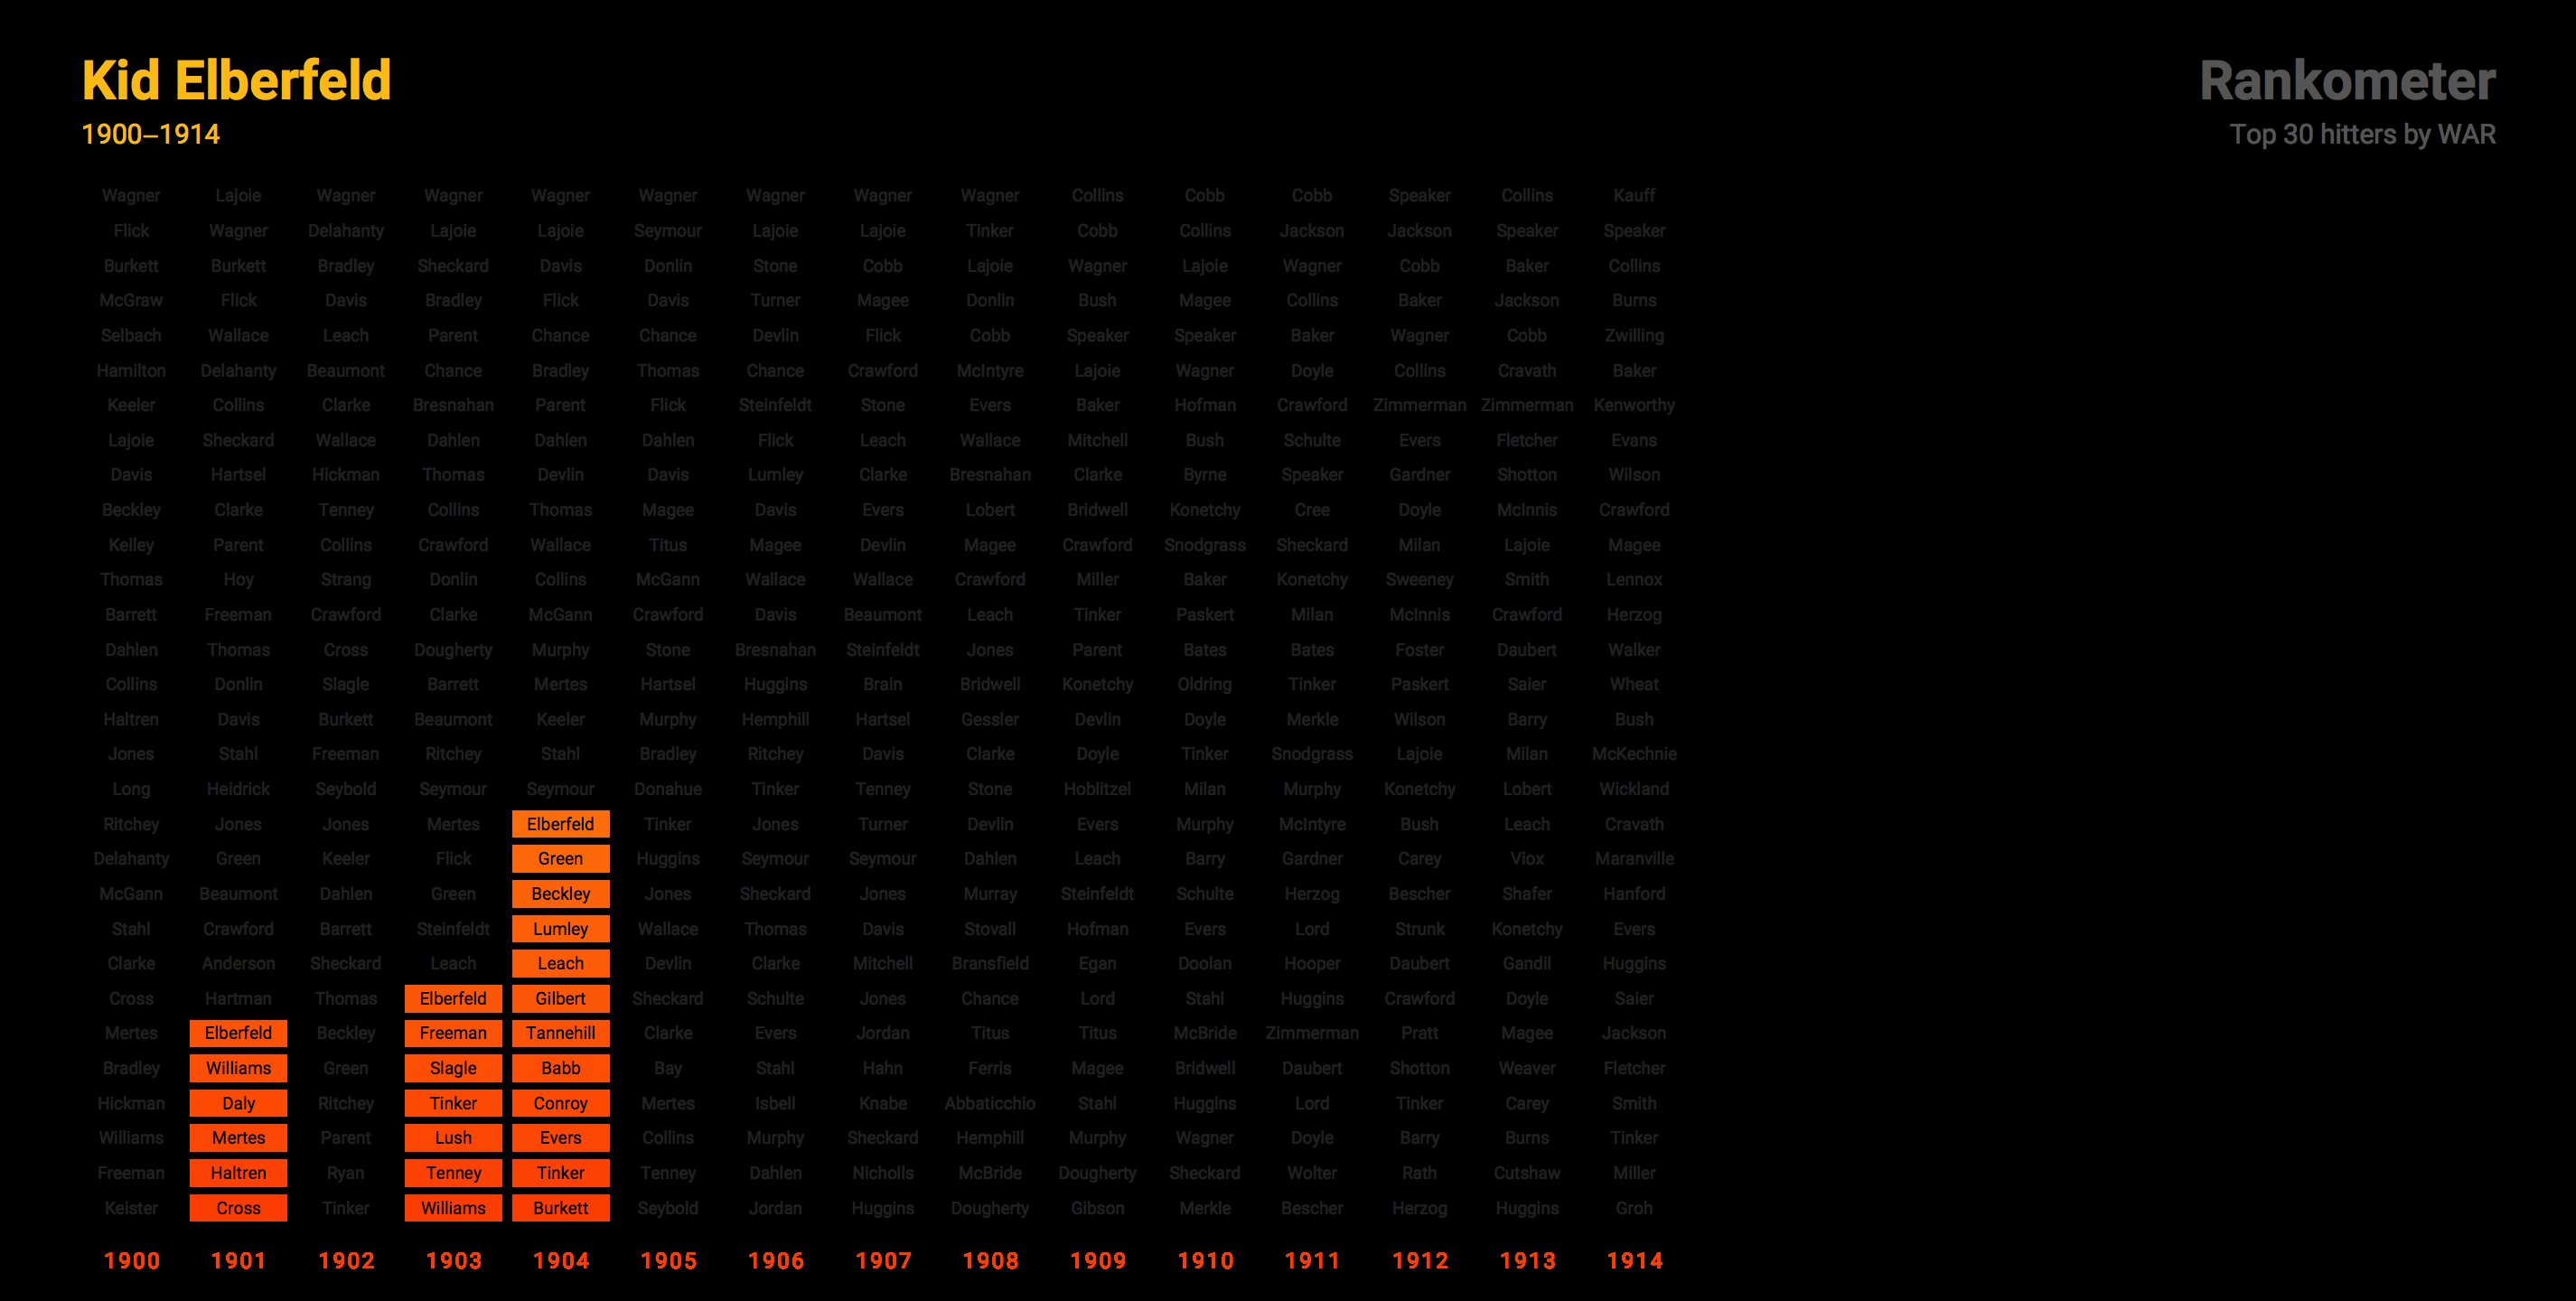 Kid Elberfeld
1900–1914
Rankometer
Top 30 hitters by WAR
Wagner Lajoie Wagner Wagner Wagner Wagner Wagner Wagner Wagner Collins Cobb Cobb Speaker Collins Kauff
Flick Wagner Delahanty Lajoie Lajoie Seymour Lajoie Lajoie Tinker Cobb Collins Jackson Jackson Speaker Speaker
Burkett Burkett Bradley Sheckard Davis Donlin Stone Cobb Lajoie Wagner Lajoie Wagner Cobb Baker Collins
McGraw Flick Davis Bradley Flick Davis Turner Magee Donlin Bush Magee Collins Baker Jackson Burns
Selbach Wallace Leach Parent Chance Chance Devlin Flick Cobb Speaker Speaker Baker Wagner Cobb Zwilling
Hamilton Delahanty Beaumont Chance Bradley Thomas Chance Crawford McIntyre Lajoie Wagner Doyle Collins Cravath Baker
Keeler Collins Clarke Bresnahan Parent Flick Steinfeldt Stone Evers Baker Hofman Crawford Zimmerman Zimmerman Kenworthy
Lajoie Sheckard Wallace Dahlen Dahlen Dahlen Flick Leach Wallace Mitchell Bush Schulte Evers Fletcher Evans
Davis Hartsel Hickman Thomas Devlin Davis Lumley Clarke Bresnahan Clarke Byrne Speaker Gardner Shotton Wilson
Beckley Clarke Tenney Collins Thomas Magee Davis Evers Lobert Bridwell Konetchy Cree Doyle McInnis Crawford
Kelley Parent Collins Crawford Wallace Titus Magee Devlin Magee Crawford Snodgrass Sheckard Milan Lajoie Magee
Thomas Hoy Strang Donlin Collins McGann Wallace Wallace Crawford Miller Baker Konetchy Sweeney Smith Lennox
Barrett Freeman Crawford Clarke McGann Crawford Davis Beaumont Leach Tinker Paskert Milan McInnis Crawford Herzog
Dahlen Thomas Cross Dougherty Murphy Stone Bresnahan Steinfeldt Jones Parent Bates Bates Foster Daubert Walker
Collins Donlin Slagle Barrett Mertes Hartsel Huggins Brain Bridwell Konetchy Oldring Tinker Paskert Saier Wheat
Haltren Davis Burkett Beaumont Keeler Murphy Hemphill Hartsel Gessler Devlin Doyle Merkle Wilson Barry Bush
Jones Stahl Freeman Ritchey Stahl Bradley Ritchey Davis Clarke Doyle Tinker Snodgrass Lajoie Milan McKechnie
Long Heidrick Seybold Seymour Seymour Donahue Tinker Tenney Stone Hoblitzel Milan Murphy Konetchy Lobert Wickland
Ritchey Jones Jones Mertes Elberfeld Tinker Jones Turner Devlin Evers Murphy McIntyre Bush Leach Cravath
Delahanty Green Keeler Flick Green Huggins Seymour Seymour Dahlen Leach Barry Gardner Carey Viox Maranville
McGann Beaumont Dahlen Green Beckley Jones Sheckard Jones Murray Steinfeldt Schulte Herzog Bescher Shafer Hanford
Stahl Crawford Barrett Steinfeldt Lumley Wallace Thomas Davis Stovall Hofman Evers Lord Strunk Konetchy Evers
Clarke Anderson Sheckard Leach Leach Devlin Clarke Mitchell Bransfield Egan Doolan Hooper Daubert Gandil Huggins
Cross Hartman Thomas Elberfeld Gilbert Sheckard Schulte Jones Chance Lord Stahl Huggins Crawford Doyle Saier
Mertes Elberfeld Beckley Freeman Tannehill Clarke Evers Jordan Titus Titus McBride Zimmerman Pratt Magee Jackson
Bradley Williams Green Slagle Babb Bay Stahl Hahn Ferris Magee Bridwell Daubert Shotton Weaver Fletcher
Hickman Daly Ritchey Tinker Conroy Mertes Isbell Knabe Abbaticchio Stahl Huggins Lord Tinker Carey Smith
Williams Mertes Parent Lush Evers Collins Murphy Sheckard Hemphill Murphy Wagner Doyle Barry Burns Tinker
Freeman Haltren Ryan Tenney Tinker Tenney Dahlen Nicholls McBride Dougherty Sheckard Wolter Rath Cutshaw Miller
Keister Cross Tinker Williams Burkett Seybold Jordan Huggins Dougherty Gibson Merkle Bescher Herzog Huggins Groh
1900 1901 1902 1903 1904 1905 1906 1907 1908 1909 1910 1911 1912 1913 1914